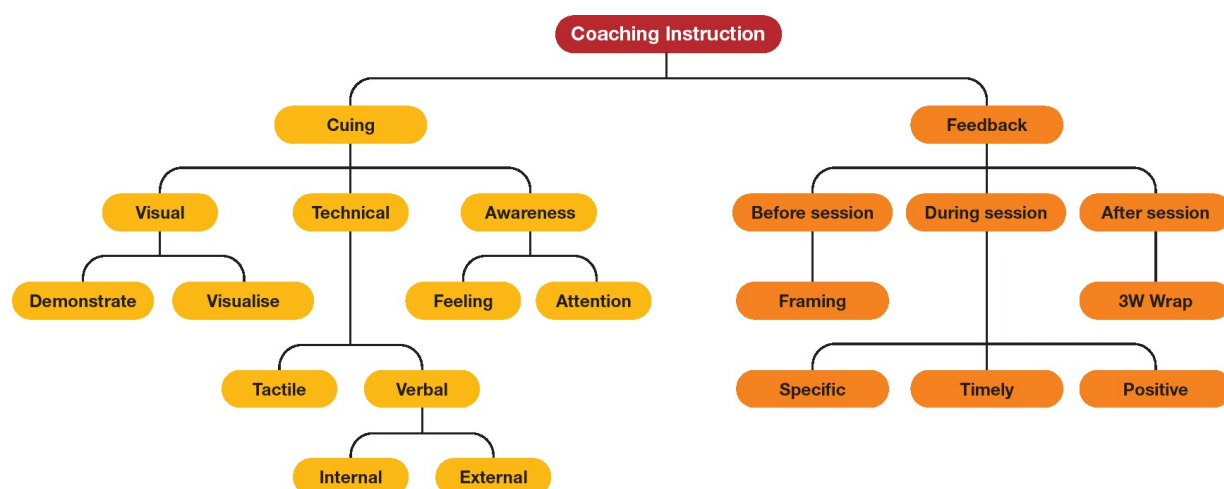 Coaching Instruction
Cuing
Feedback
Visual
Technical
Awareness
Before session
During session
After session
Demonstrate
Visualise
Feeling
Attention
Framing
3W Wrap
Tactile
Verbal
Specific
Timely
Positive
Internal
External